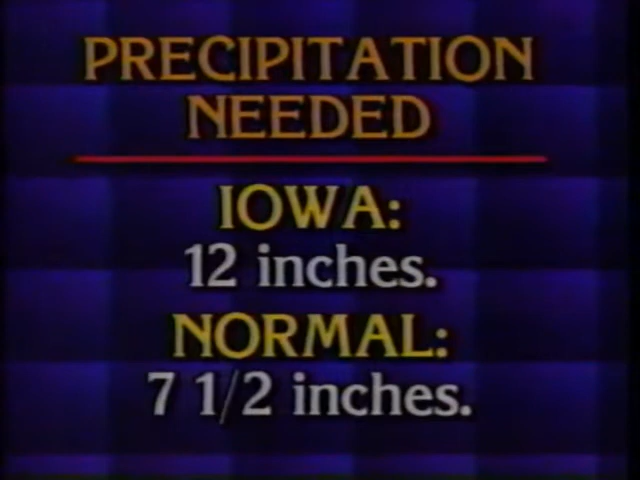 PRECIPITATION
NEEDED
IOWA:
12 inches.
NORMAL:
7 1/2 inches.